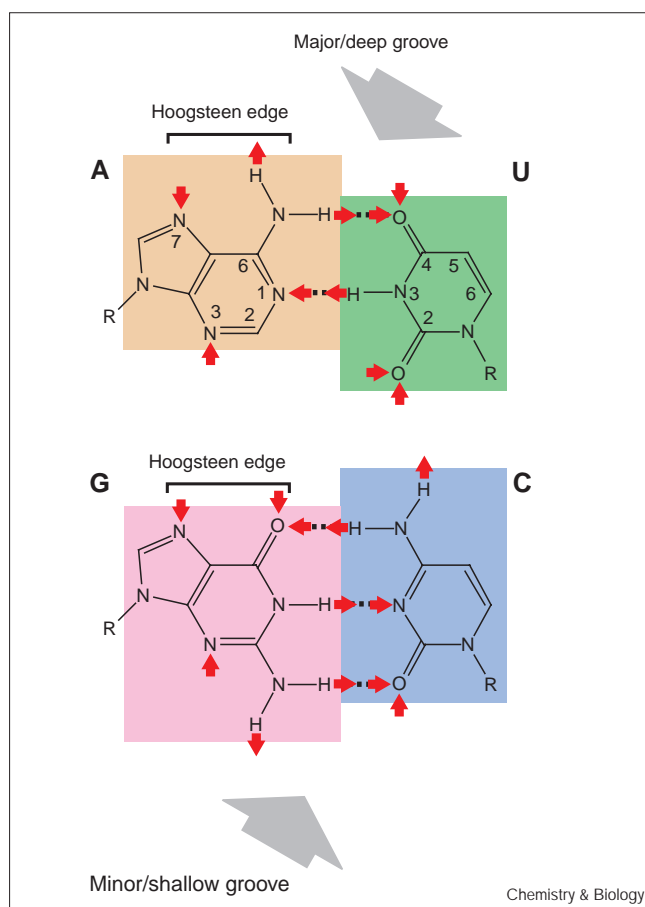 Major/deep groove
Hoogsteen edge
A
U
H
N
H
O
N
7
6
4
5
N
1
N
H
N
3
6
R
3
N
2
2
N
O
R
Hoogsteen edge
G
C
H
O
H
N
N
N
H
N
R
N
N
N
H
O
R
H
Minor/shallow groove
Chemistry & Biology